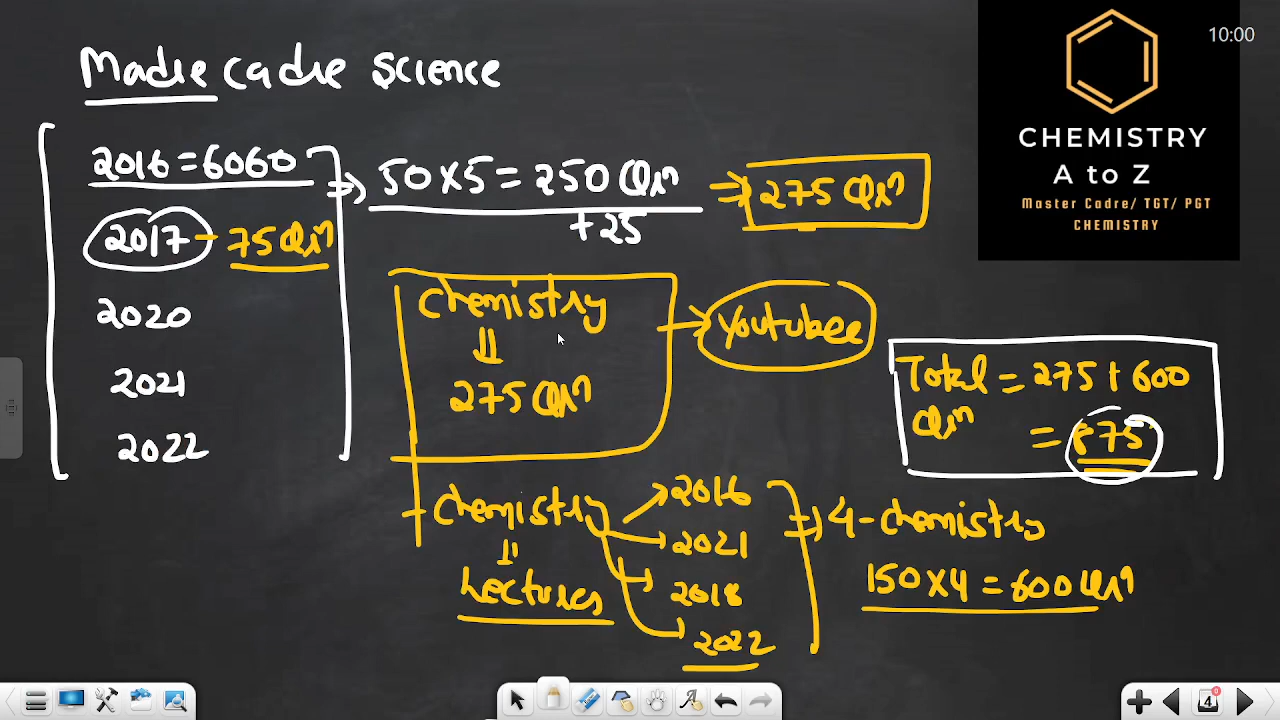 Master cadre science
2016 = 6060
2017 - 75 Qsn
2020
2021
2022
50 x 5 = 250 Qsn
+ 25
275 Qsn
chemistry
275 Qsn
Youtubee
Total = 275 + 600
Qsn
= 875
chemistry
Lectures
2016
2021
2018
2022
4-chemistry
150 x 4 = 600 Qsn
10:00
CHEMISTRY
A to Z
Master Cadre/ TGT/ PGT
CHEMISTRY
4